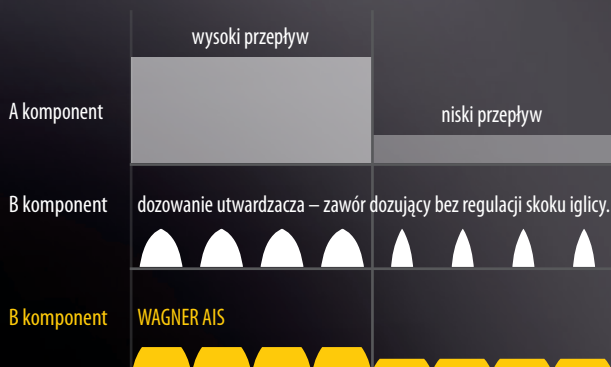 wysoki przepływ
A komponent
niski przepływ
B komponent dozowanie utwardzacza – zawór dozujący bez regulacji skoku iglicy.
B komponent WAGNER AIS